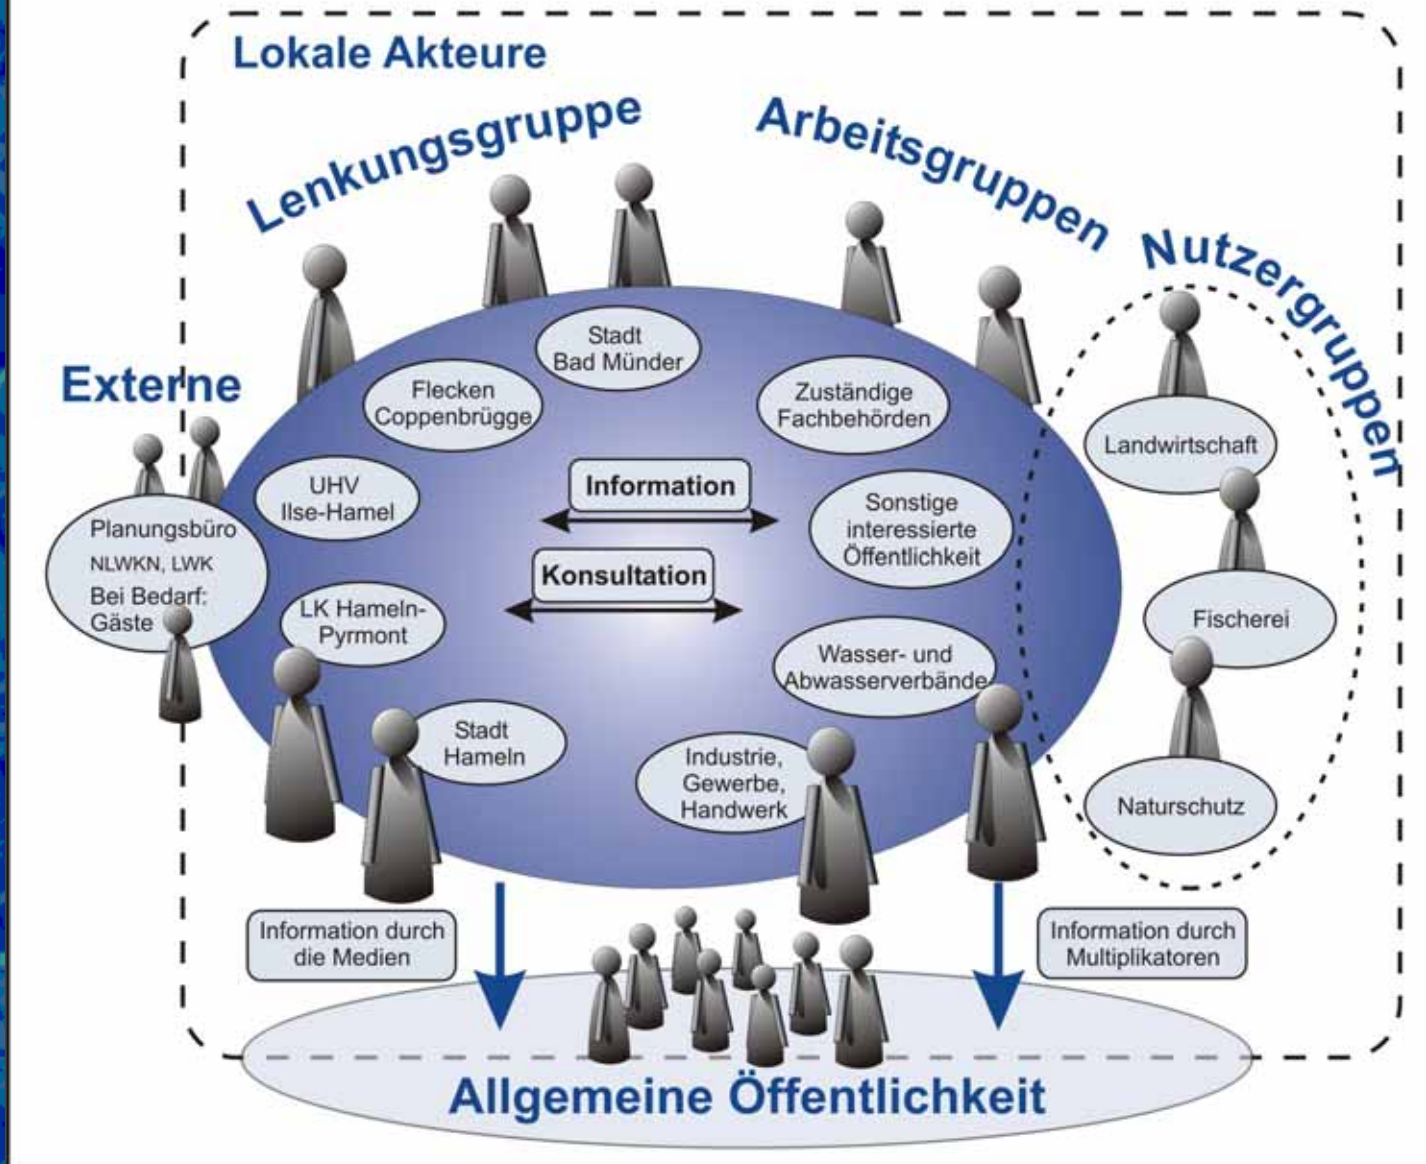 Lokale Akteure
Lenkungsgruppe
Arbeitsgruppen
Nutzergruppen
Externe
Planungsbüro
NLWKN, LWK
Bei Bedarf:
Gäste
Stadt
Bad Münder
Flecken
Coppenbrügge
UHV
Ilse-Hamel
LK Hameln-
Pyrmont
Stadt
Hameln
Information
Konsultation
Zuständige
Fachbehörden
Sonstige
interessierte
Öffentlichkeit
Wasser- und
Abwasserverbände
Industrie,
Gewerbe,
Handwerk
Landwirtschaft
Fischerei
Naturschutz
Information durch
die Medien
Information durch
Multiplikatoren
Allgemeine Öffentlichkeit